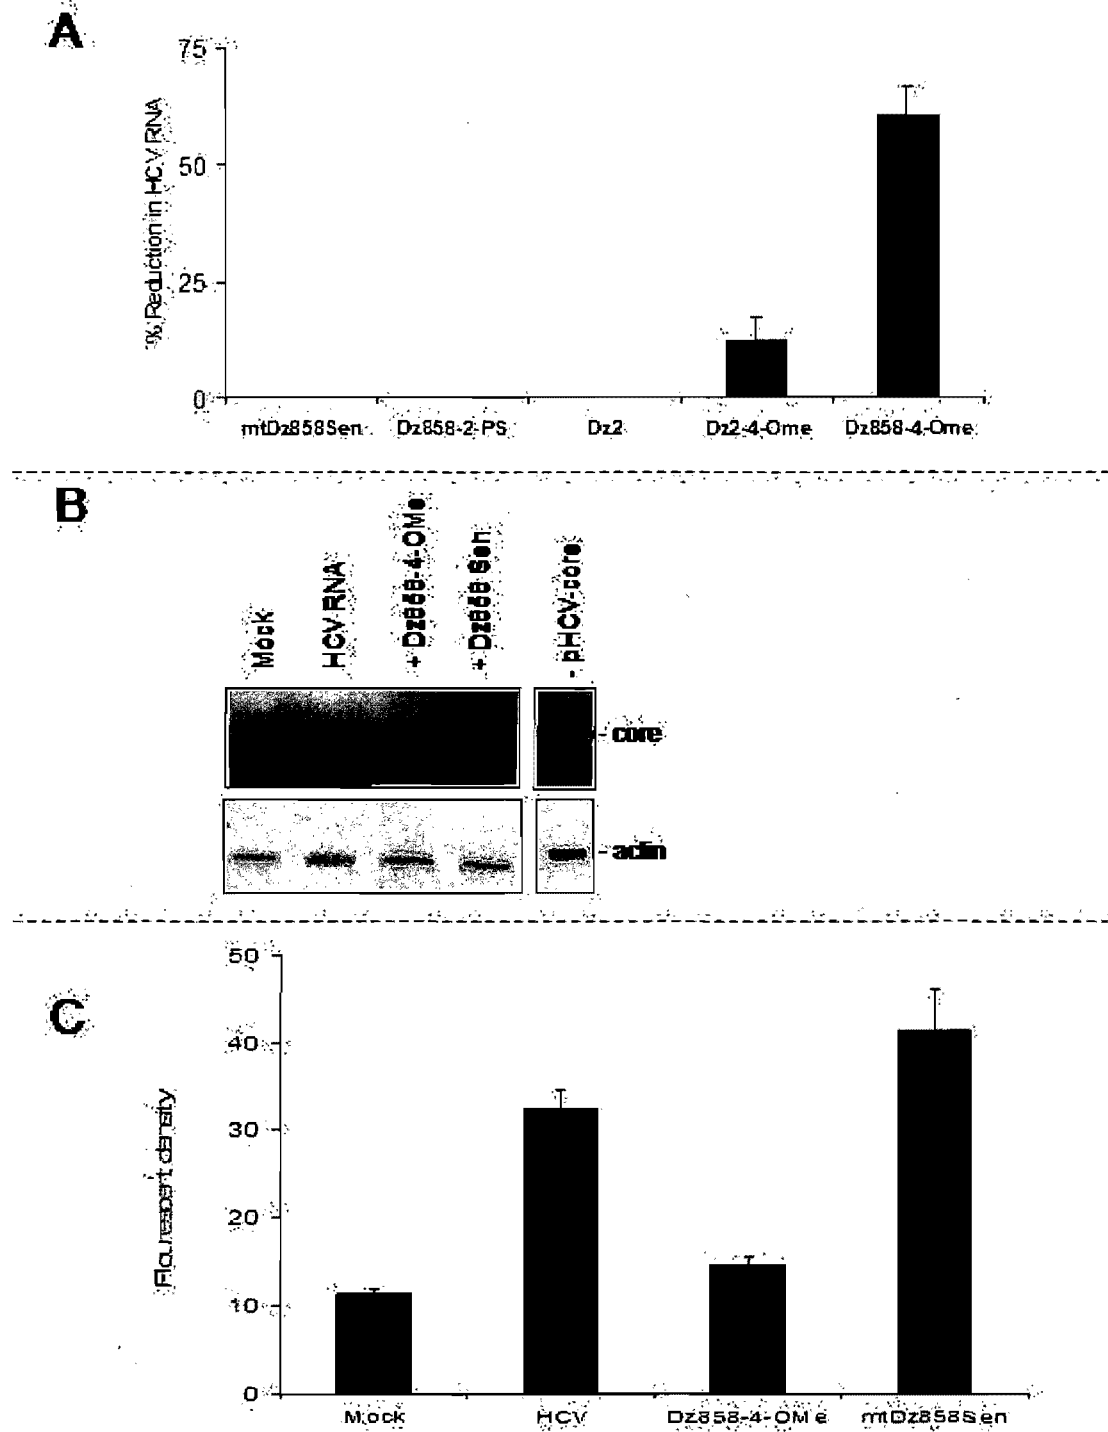 A
75
50
25
0
% Reduction in HCV RNA
mtDz858Sen Dz858-2-PS Dz2 Dz2-4-Ome Dz858-4-Ome
B
Mock
HCV RNA
+ Dz858-4-OMe
+ Dz858 Sen
- pHCV-core
- core
- actin
C
50
40
30
20
10
0
Flourescent density
Mock HCV Dz858-4-OMe mtDz858Sen